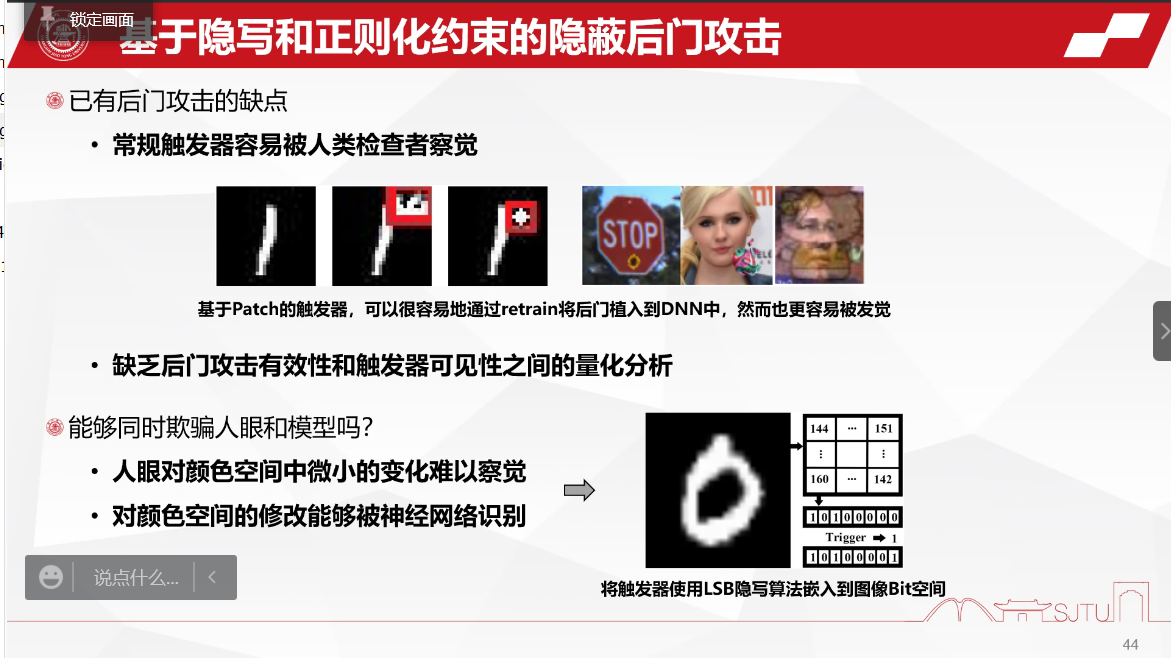 锁定画面
基于隐写和正则化约束的隐蔽后门攻击
已有后门攻击的缺点
• 常规触发器容易被人类检查者察觉
STOP
基于Patch的触发器，可以很容易地通过retrain将后门植入到DNN中，然而也更容易被发觉
• 缺乏后门攻击有效性和触发器可见性之间的量化分析
能够同时欺骗人眼和模型吗？
• 人眼对颜色空间中微小的变化难以察觉
• 对颜色空间的修改能够被神经网络识别
144 ... 151
⋮ ⋮
160 ... 142
1 0 1 0 0 0 0 0
Trigger ➡ 1
1 0 1 0 0 0 0 1
将触发器使用LSB隐写算法嵌入到图像Bit空间
说点什么...
SJTU
44